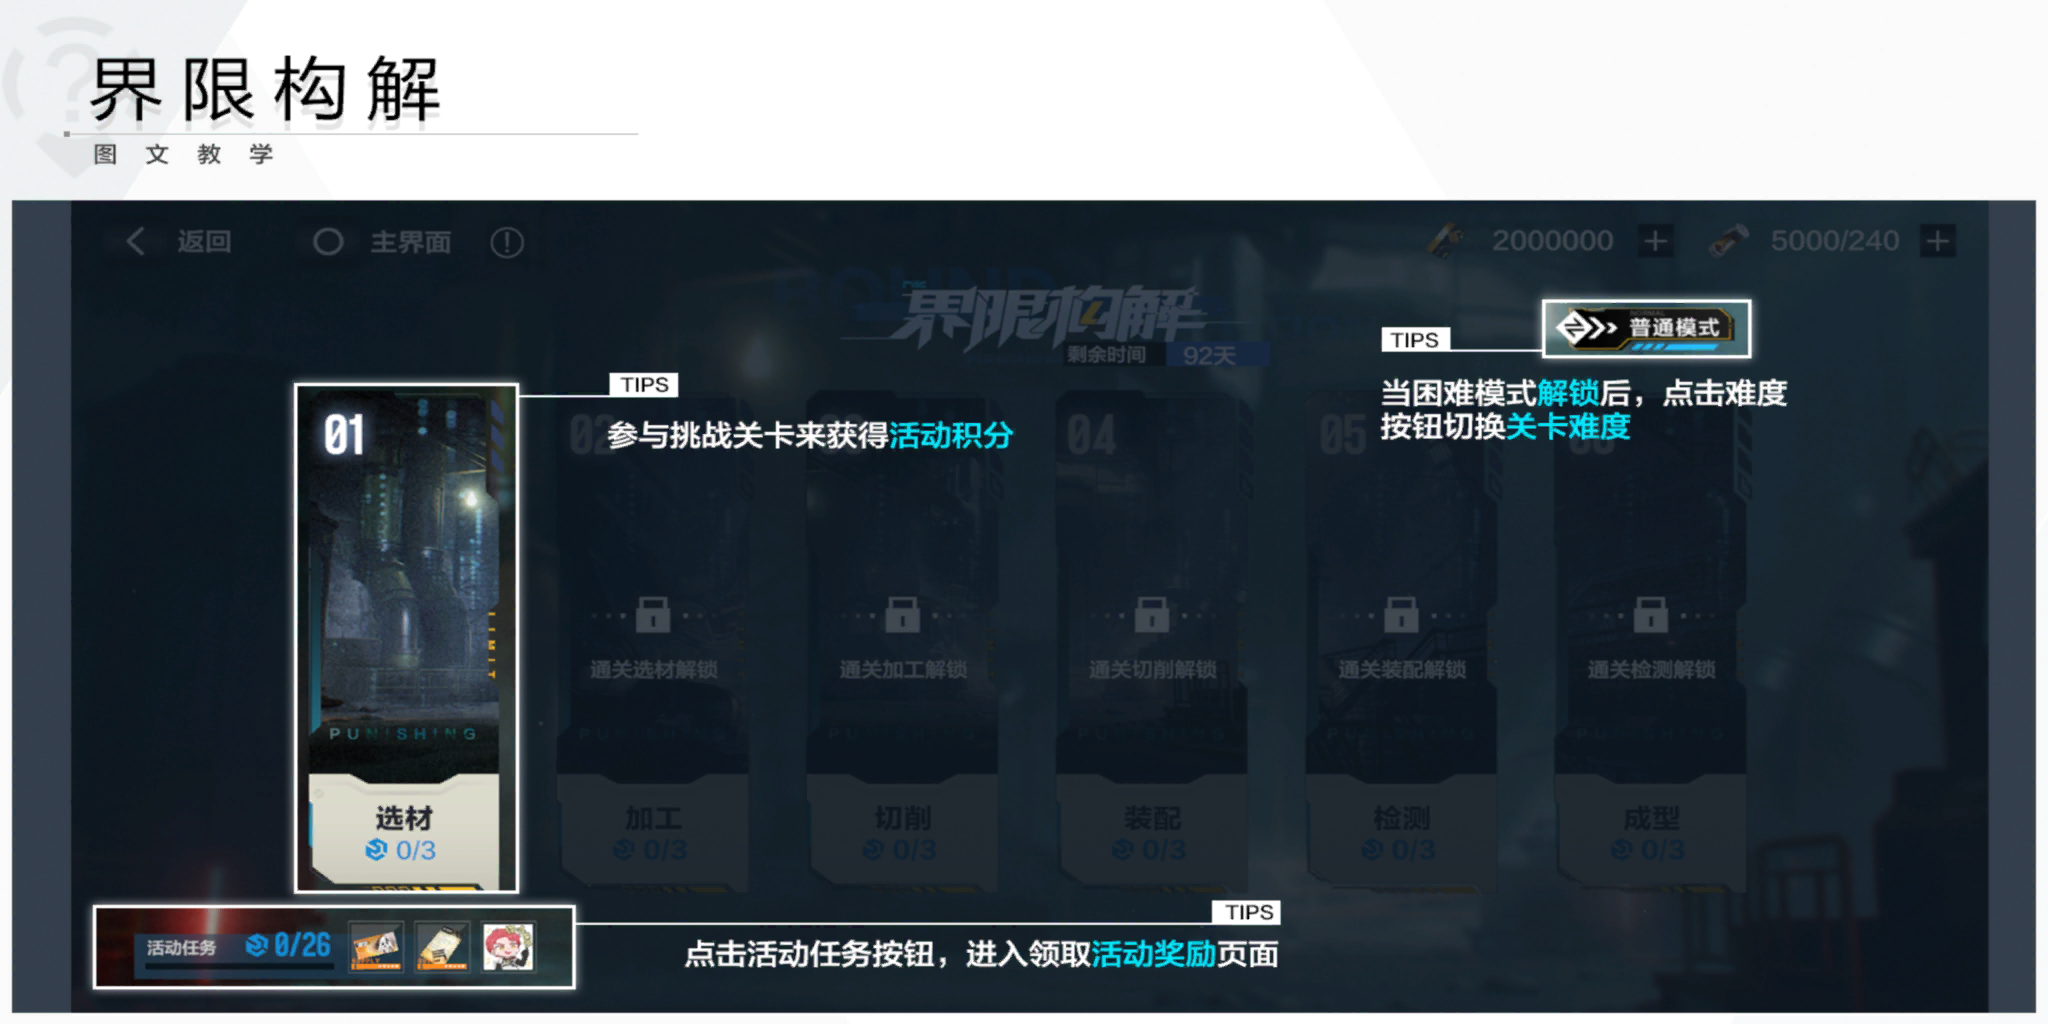 界限构解
图文教学
返回
主界面
2000000
5000/240
界限构解
剩余时间 92天
TIPS
普通模式
当困难模式解锁后，点击难度
按钮切换关卡难度
TIPS
参与挑战关卡来获得活动积分
01
02
04
05
通关选材解锁
通关加工解锁
通关切削解锁
通关装配解锁
通关检测解锁
PUNISHING
PUNISHING
PUNISHING
PUNISHING
PUNISHING
PUNISHING
选材
0/3
加工
0/3
切削
0/3
装配
0/3
检测
0/3
成型
0/3
活动任务 0/26
TIPS
点击活动任务按钮，进入领取活动奖励页面